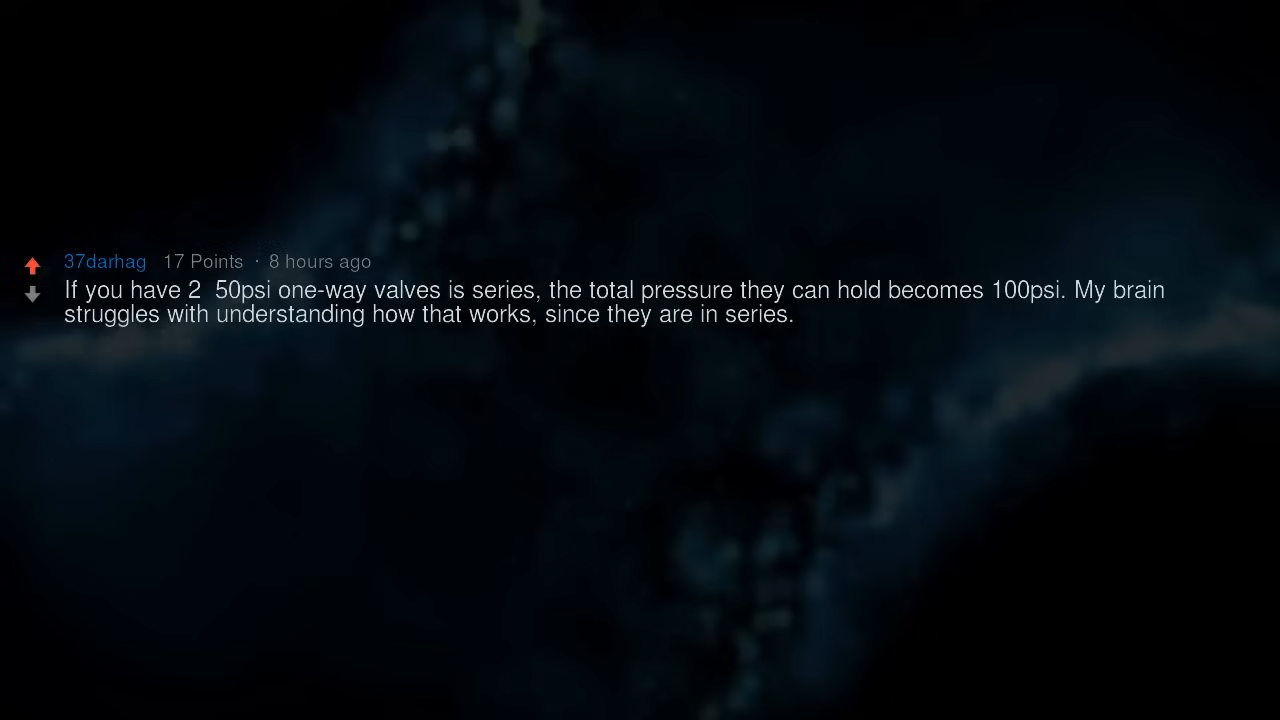 37darhag 17 Points · 8 hours ago
If you have 2  50psi one-way valves is series, the total pressure they can hold becomes 100psi. My brain
struggles with understanding how that works, since they are in series.